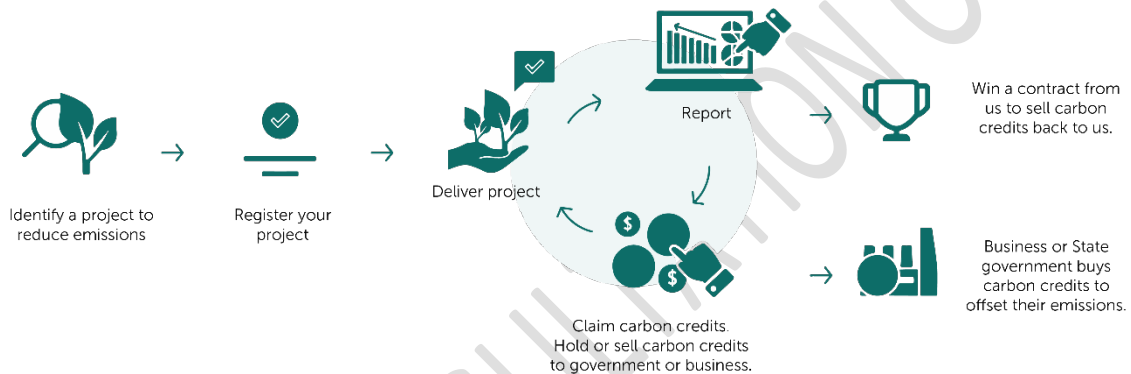 Identify a project to
reduce emissions
Register your
project
Deliver project
Report
Claim carbon credits.
Hold or sell carbon credits
to government or business.
Win a contract from
us to sell carbon
credits back to us.
Business or State
government buys
carbon credits to
offset their emissions.
$
$